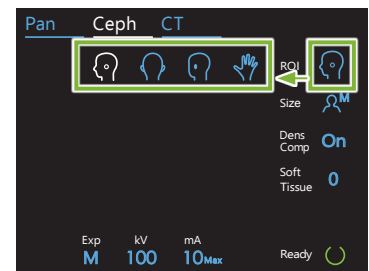 Pan Ceph CT
ROI
Size M
Dens Comp On
Soft Tissue 0
Exp kV mA
M 100 10Max
Ready